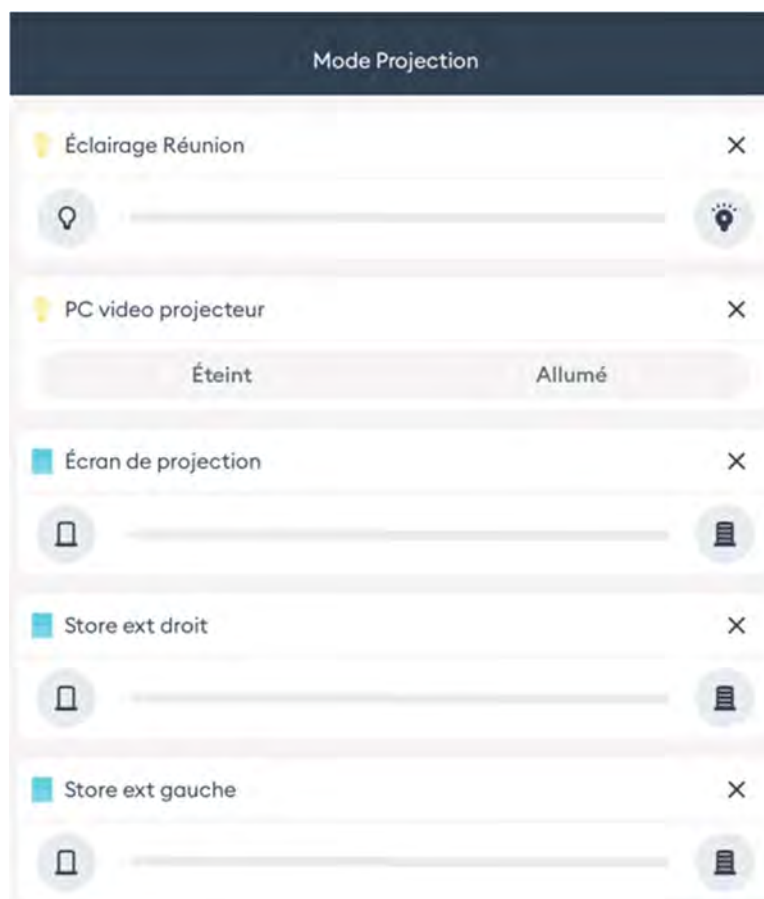 Mode Projection
Éclairage Réunion
PC video projecteur
Éteint Allumé
Écran de projection
Store ext droit
Store ext gauche